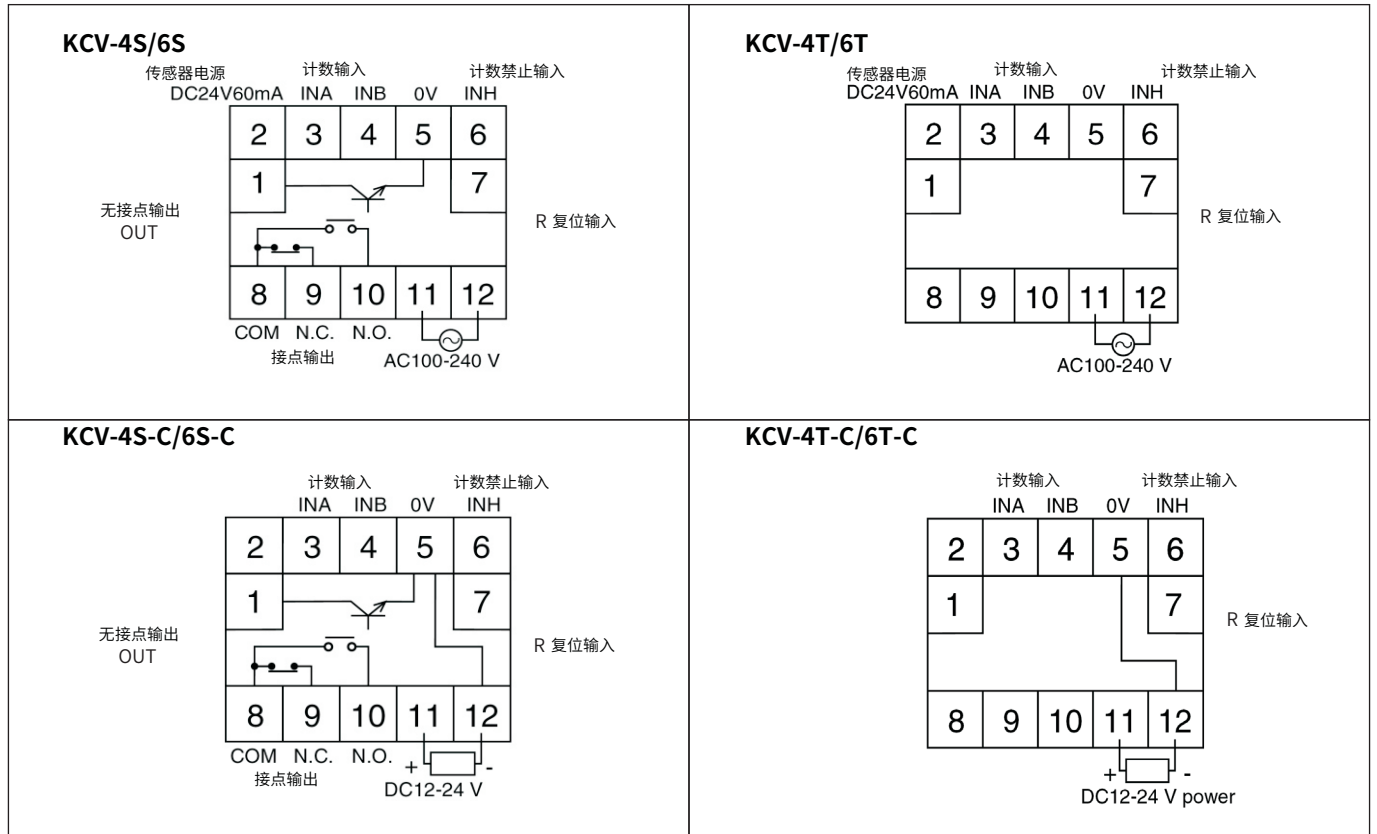 KCV-4S/6S
传感器电源 计数输入 计数禁止输入
DC24V60mA INA INB 0V INH
2 3 4 5 6
1 7
无接点输出
OUT
R 复位输入
8 9 10 11 12
COM N.C. N.O.
接点输出
AC100-240 V
KCV-4T/6T
传感器电源 计数输入 计数禁止输入
DC24V60mA INA INB 0V INH
2 3 4 5 6
1 7
R 复位输入
8 9 10 11 12
AC100-240 V
KCV-4S-C/6S-C
计数输入 计数禁止输入
INA INB 0V INH
2 3 4 5 6
1 7
无接点输出
OUT
R 复位输入
8 9 10 11 12
COM N.C. N.O.
+ -
接点输出
DC12-24 V
KCV-4T-C/6T-C
计数输入 计数禁止输入
INA INB 0V INH
2 3 4 5 6
1 7
R 复位输入
8 9 10 11 12
+ -
DC12-24 V power